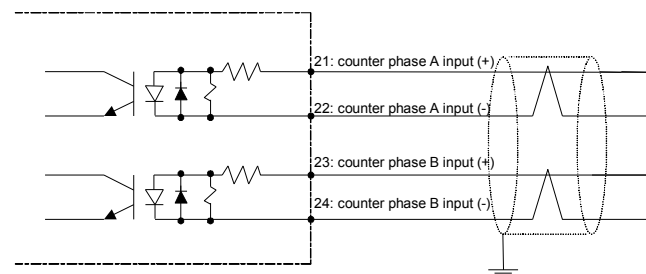 21: counter phase A input (+)
22: counter phase A input (-)
23: counter phase B input (+)
24: counter phase B input (-)